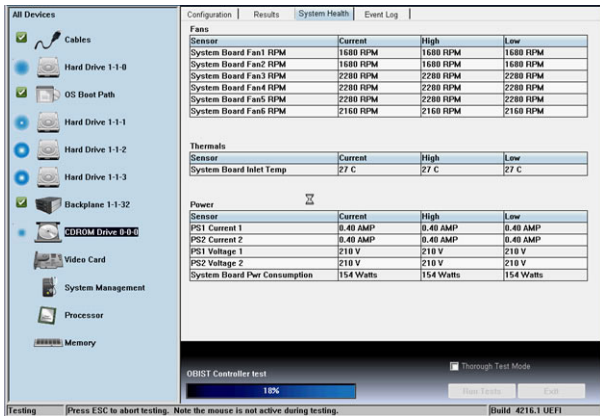 All Devices
Cables
Hard Drive 1-1-0
OS Boot Path
Hard Drive 1-1-1
Hard Drive 1-1-2
Hard Drive 1-1-3
Backplane 1-1-32
CDROM Drive 0-0-0
Video Card
System Management
Processor
Memory
Configuration Results System Health Event Log
Fans
Sensor Current High Low
System Board Fan1 RPM 1680 RPM 1680 RPM 1680 RPM
System Board Fan2 RPM 1680 RPM 1680 RPM 1680 RPM
System Board Fan3 RPM 2280 RPM 2280 RPM 2280 RPM
System Board Fan4 RPM 2280 RPM 2280 RPM 2280 RPM
System Board Fan5 RPM 2280 RPM 2280 RPM 2280 RPM
System Board Fan6 RPM 2160 RPM 2160 RPM 2160 RPM
Thermals
Sensor Current High Low
System Board Inlet Temp 27 C 27 C 27 C
Power
Sensor Current High Low
PS1 Current 1 0.40 AMP 0.40 AMP 0.40 AMP
PS2 Current 2 0.40 AMP 0.40 AMP 0.40 AMP
PS1 Voltage 1 210 V 210 V 210 V
PS2 Voltage 2 210 V 210 V 210 V
System Board Pwr Consumption 154 Watts 154 Watts 154 Watts
Thorough Test Mode
OBIST Controller test
18%
Run Tests Exit
Testing Press ESC to abort testing. Note the mouse is not active during testing. Build 4216.1 UEFI